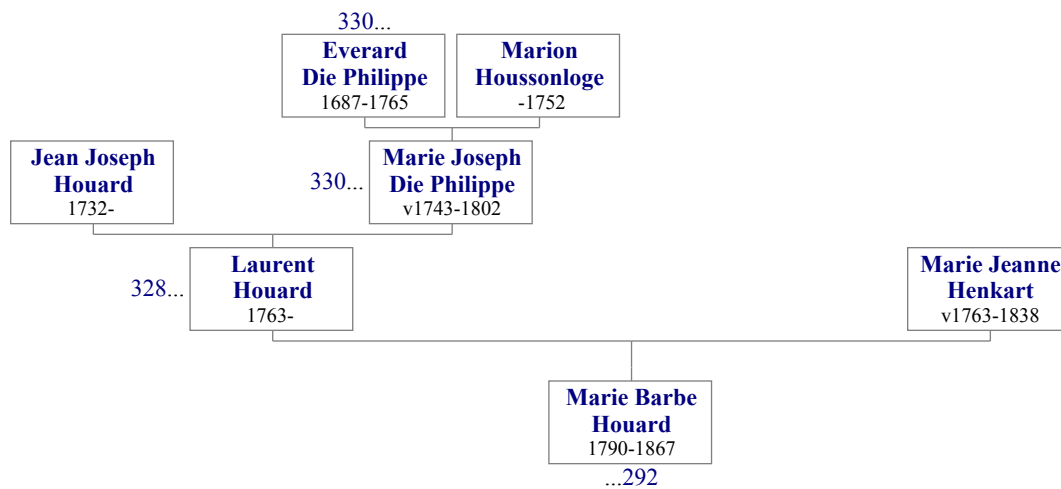 330...
Everard
Die Philippe
1687-1765
Marion
Houssonloge
-1752
Jean Joseph
Houard
1732-
330...
Marie Joseph
Die Philippe
v1743-1802
328...
Laurent
Houard
1763-
Marie Jeanne
Henkart
v1763-1838
Marie Barbe
Houard
1790-1867
...292